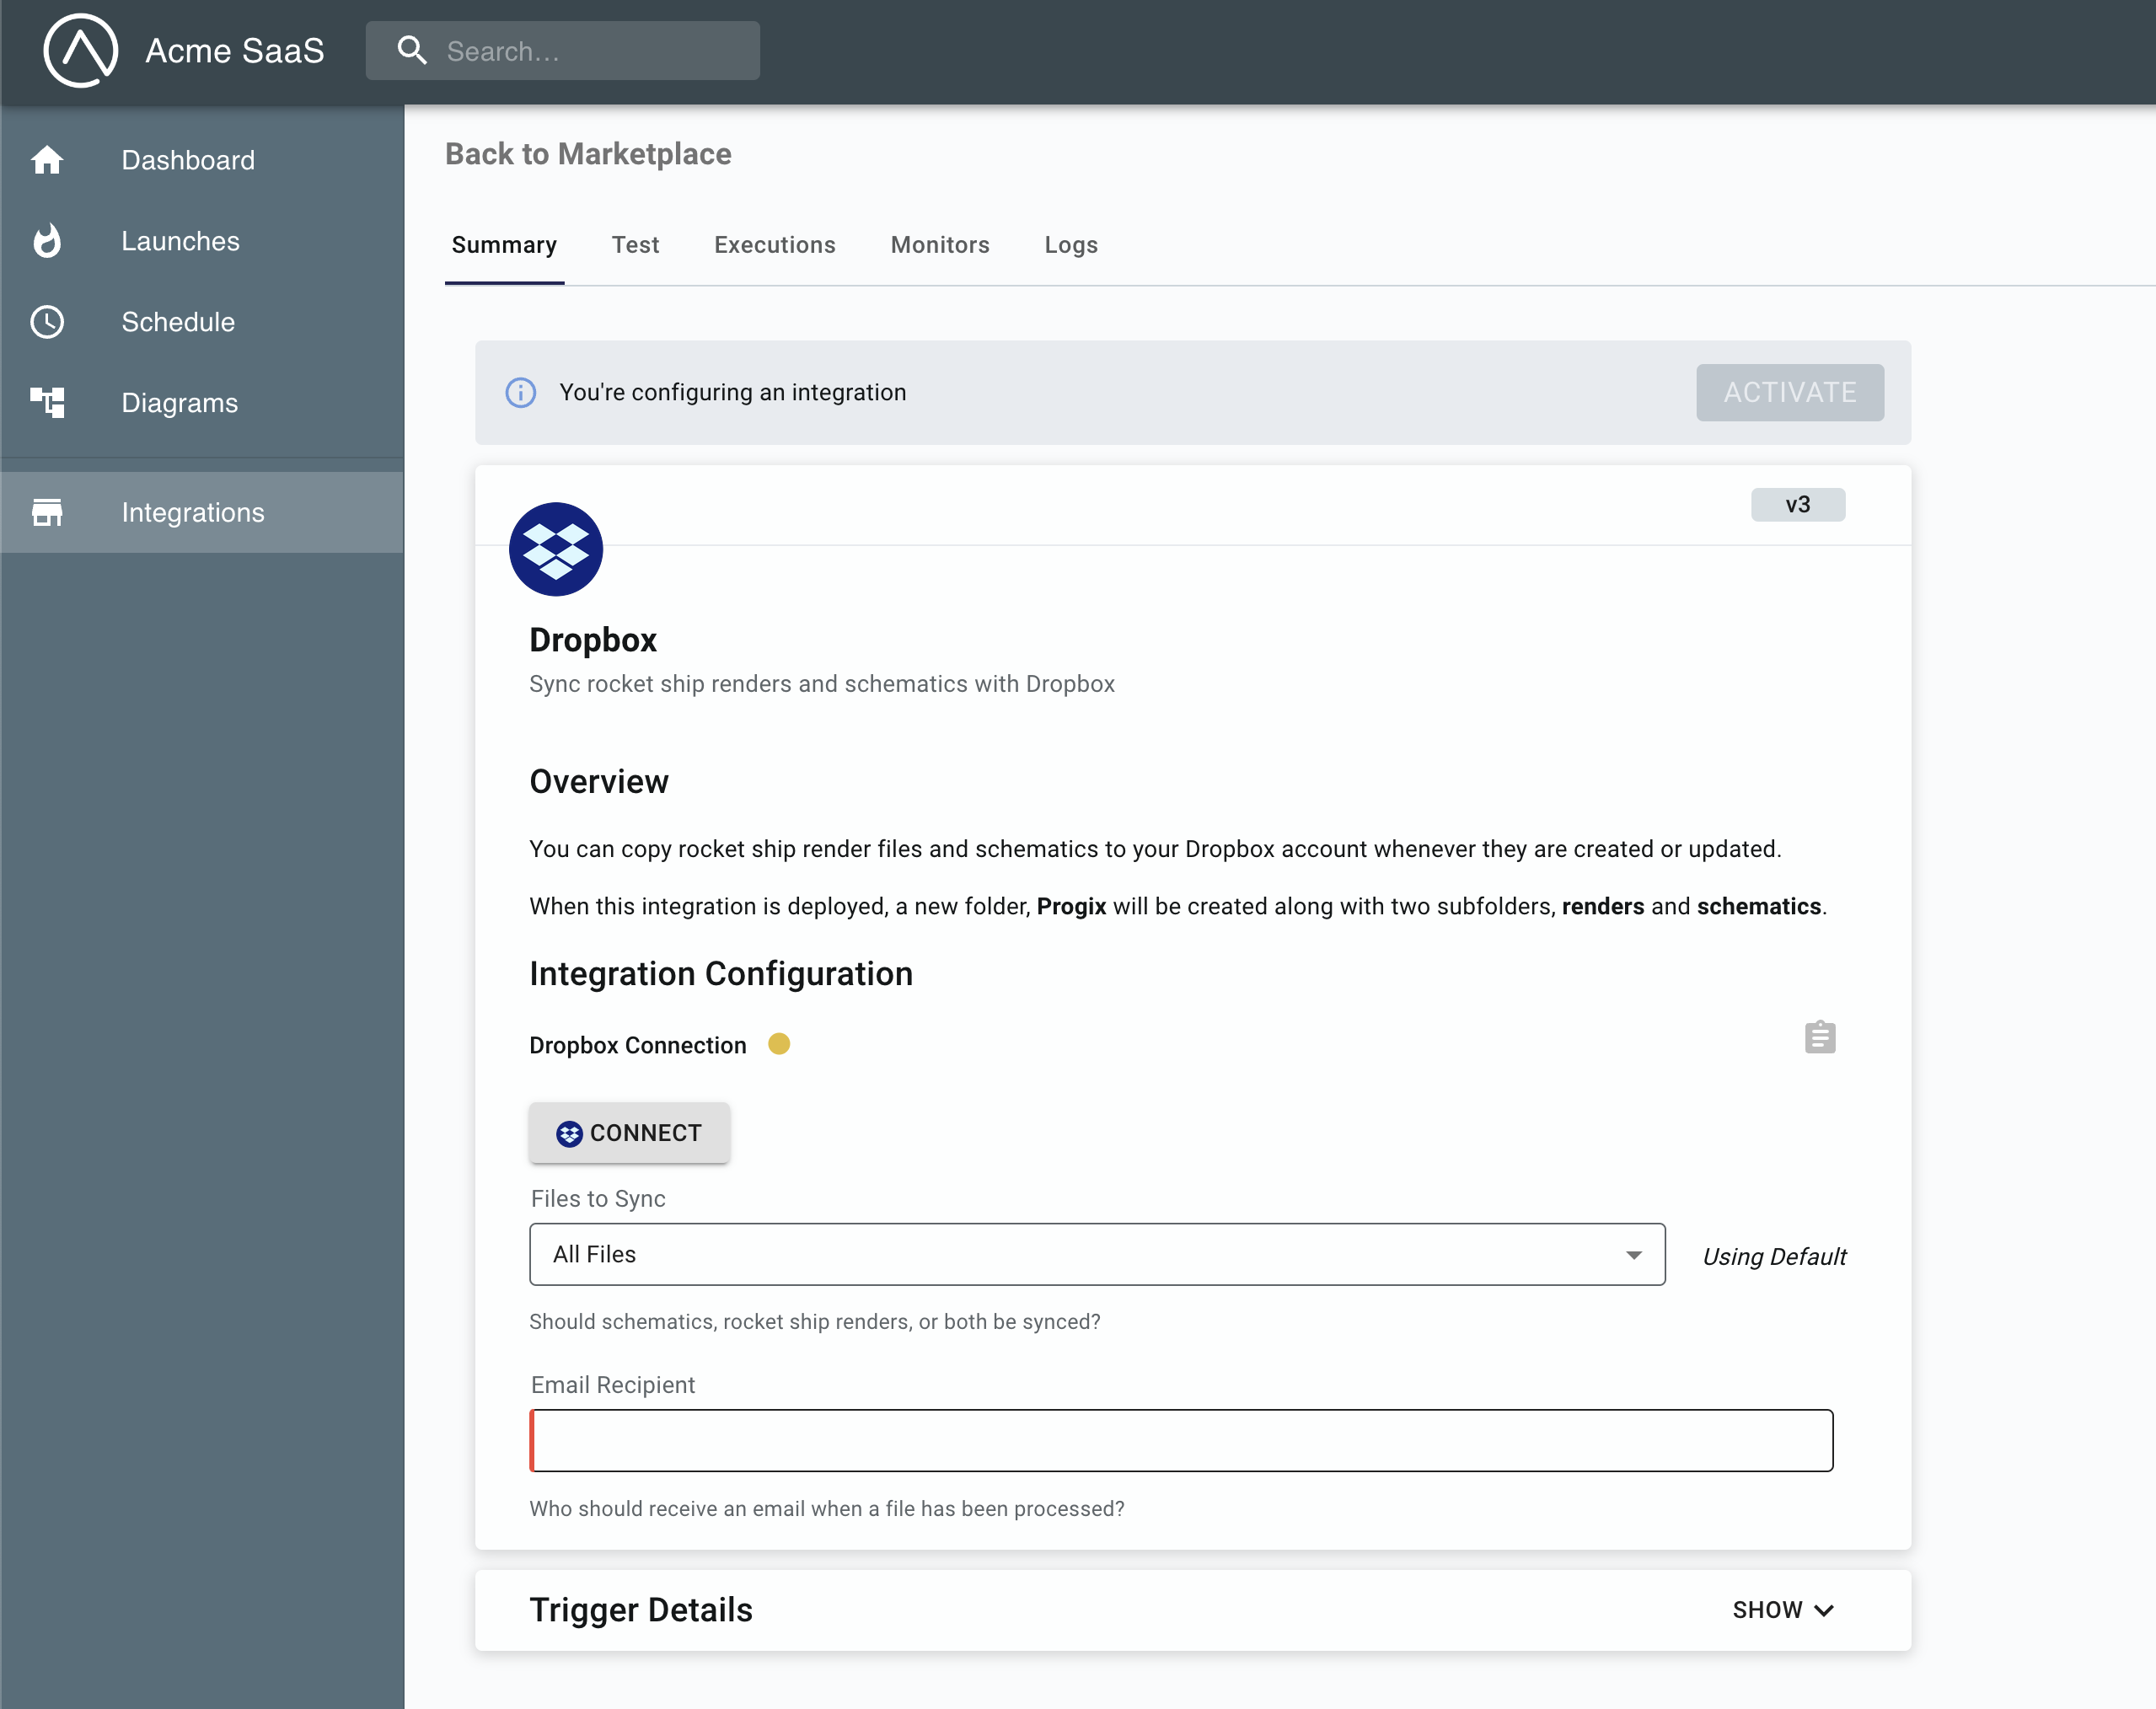 Acme SaaS
Search...
Dashboard
Launches
Schedule
Diagrams
Integrations
Back to Marketplace
Summary Test Executions Monitors Logs
You're configuring an integration
ACTIVATE
v3
Dropbox
Sync rocket ship renders and schematics with Dropbox
Overview
You can copy rocket ship render files and schematics to your Dropbox account whenever they are created or updated.
When this integration is deployed, a new folder, Progix will be created along with two subfolders, renders and schematics.
Integration Configuration
Dropbox Connection
CONNECT
Files to Sync
All Files
Using Default
Should schematics, rocket ship renders, or both be synced?
Email Recipient
Who should receive an email when a file has been processed?
Trigger Details
SHOW